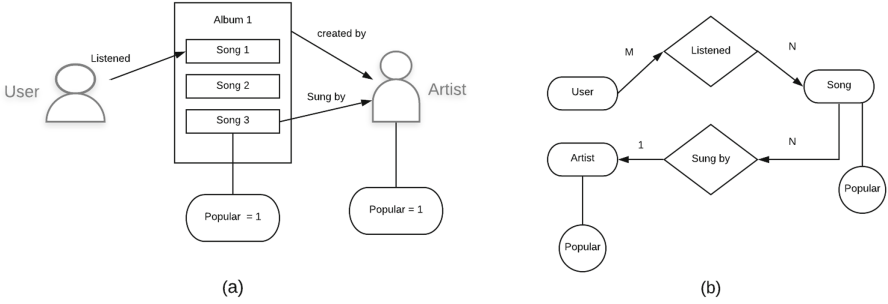 Album 1
Song 1
Song 2
Song 3
Listened
User
created by
Sung by
Artist
Popular = 1
Popular = 1
(a)
M
Listened
N
User
Song
Artist
1
Sung by
N
Popular
Popular
(b)